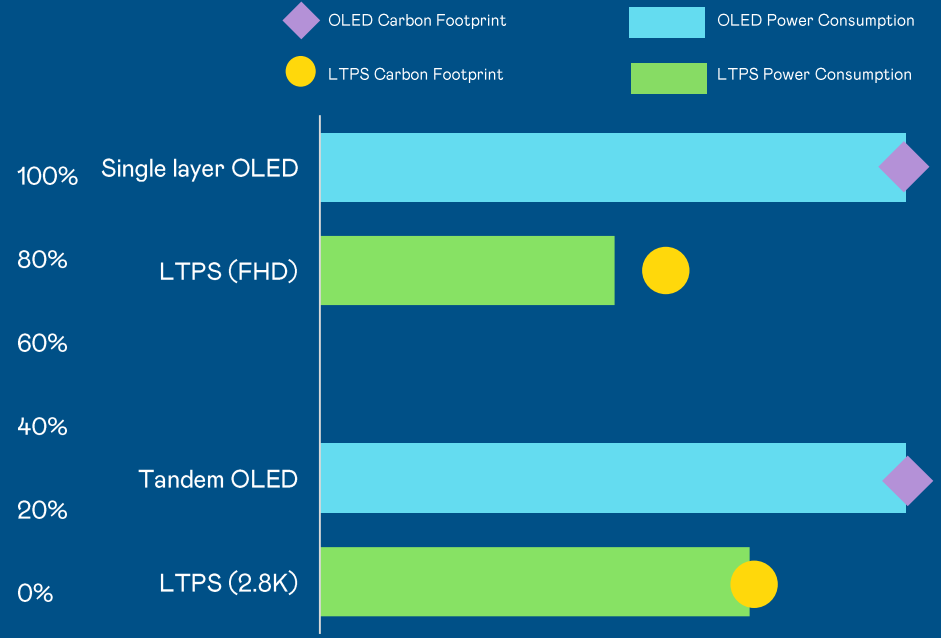 OLED Carbon Footprint
OLED Power Consumption
LTPS Carbon Footprint
LTPS Power Consumption
100%
Single layer OLED
80%
LTPS (FHD)
60%
40%
Tandem OLED
20%
LTPS (2.8K)
0%